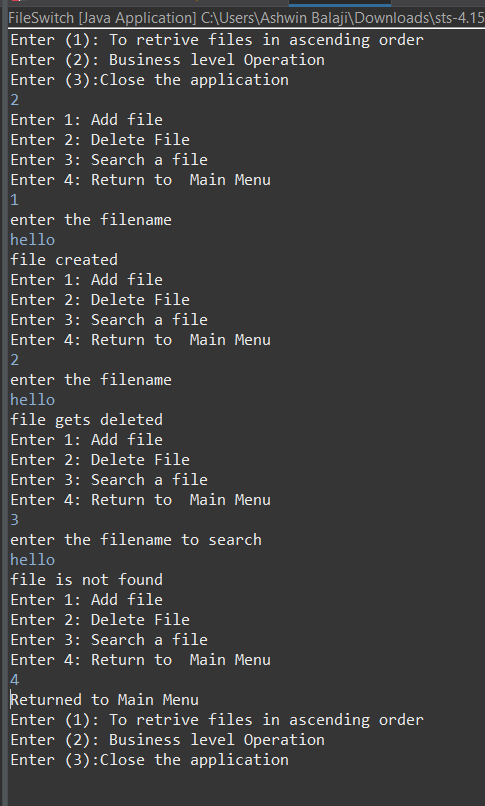 FileSwitch [Java Application] C:\Users\Ashwin Balaji\Downloads\sts-4.15
Enter (1): To retrive files in ascending order
Enter (2): Business level Operation
Enter (3):Close the application
2
Enter 1: Add file
Enter 2: Delete File
Enter 3: Search a file
Enter 4: Return to  Main Menu
1
enter the filename
hello
file created
Enter 1: Add file
Enter 2: Delete File
Enter 3: Search a file
Enter 4: Return to  Main Menu
2
enter the filename
hello
file gets deleted
Enter 1: Add file
Enter 2: Delete File
Enter 3: Search a file
Enter 4: Return to  Main Menu
3
enter the filename to search
hello
file is not found
Enter 1: Add file
Enter 2: Delete File
Enter 3: Search a file
Enter 4: Return to  Main Menu
4
Returned to Main Menu
Enter (1): To retrive files in ascending order
Enter (2): Business level Operation
Enter (3):Close the application